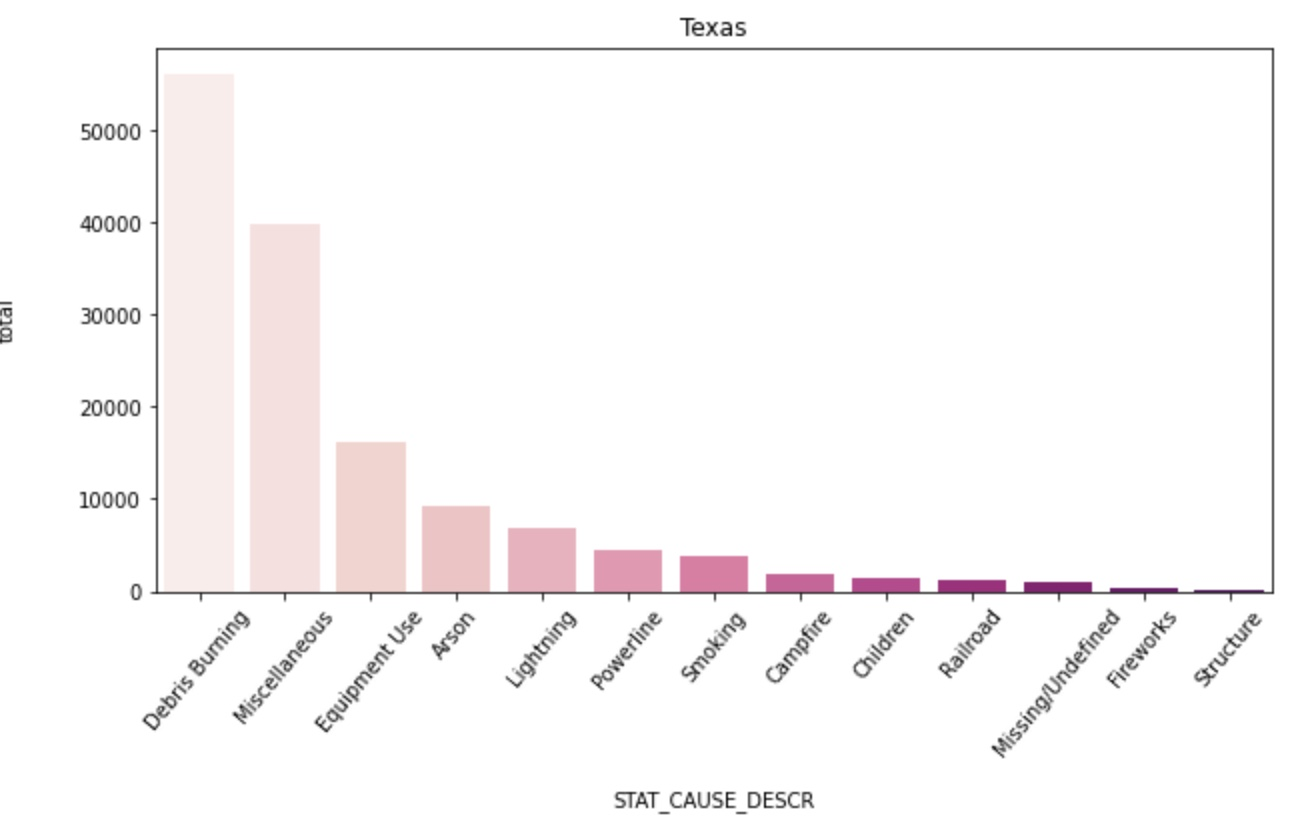 Texas
50000
40000
30000
20000
10000
0
total
Debris Burning
Miscellaneous
Equipment Use
Arson
Lightning
Powerline
Smoking
Campfire
Children
Railroad
Missing/Undefined
Fireworks
Structure
STAT_CAUSE_DESCR